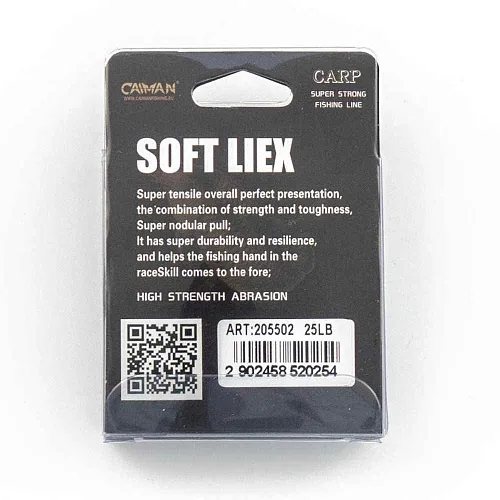 CAIMAN
CARP
SUPER STRONG
FISHING LINE
SOFT LIEX
Super tensile overall perfect presentation,
the combination of strength and toughness,
Super nodular pull;
It has super durability and resilience,
and helps the fishing hand in the
raceSkill comes to the fore;
HIGH STRENGTH ABRASION
ART:205502 25LB
2 902458 520254